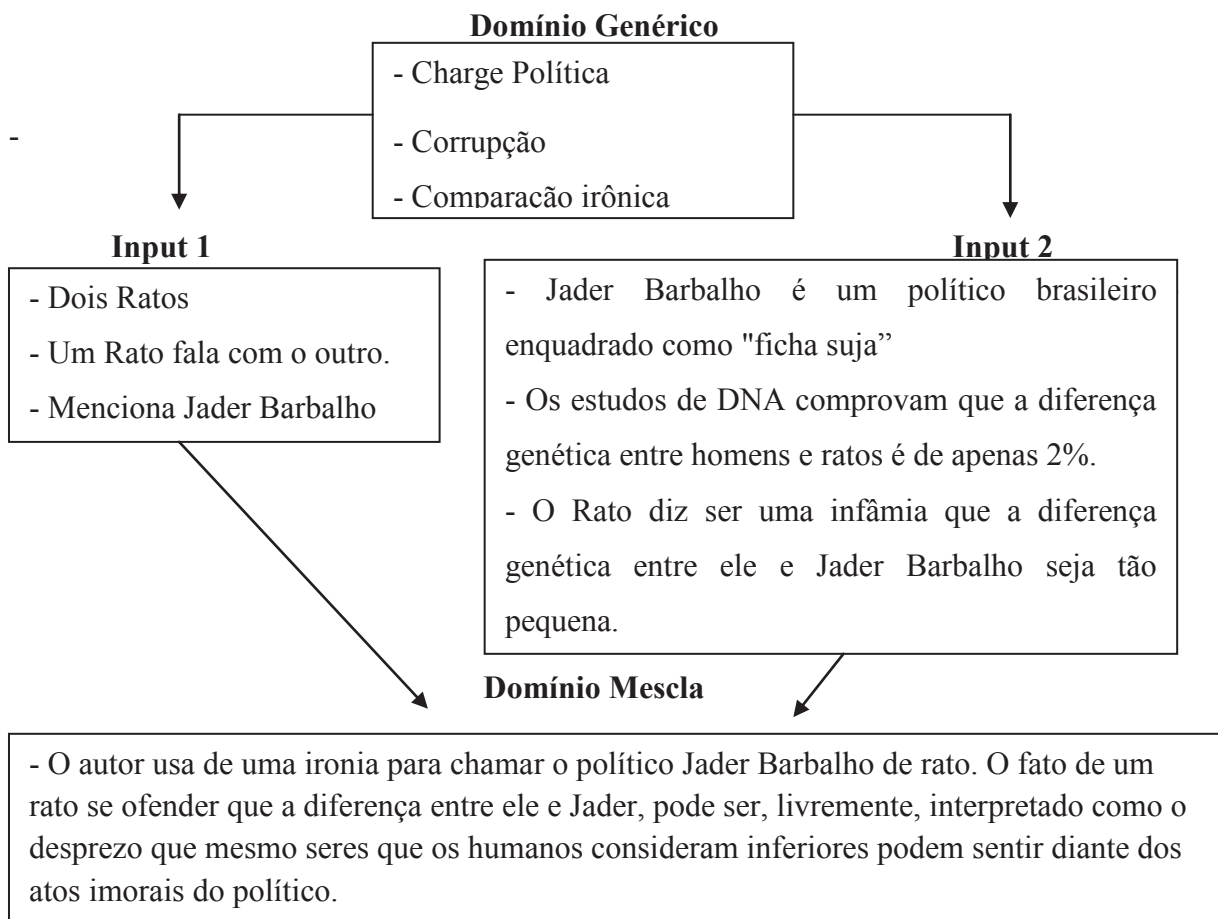 Domínio Genérico
- Charge Política
- Corrupção
- Comparação irônica
-
Input 1
- Dois Ratos
- Um Rato fala com o outro.
- Menciona Jader Barbalho
Input 2
- Jader Barbalho é um político brasileiro
enquadrado como "ficha suja”
- Os estudos de DNA comprovam que a diferença
genética entre homens e ratos é de apenas 2%.
- O Rato diz ser uma infâmia que a diferença
genética entre ele e Jader Barbalho seja tão
pequena.
Domínio Mescla
- O autor usa de uma ironia para chamar o político Jader Barbalho de rato. O fato de um
rato se ofender que a diferença entre ele e Jader, pode ser, livremente, interpretado como o
desprezo que mesmo seres que os humanos consideram inferiores podem sentir diante dos
atos imorais do político.